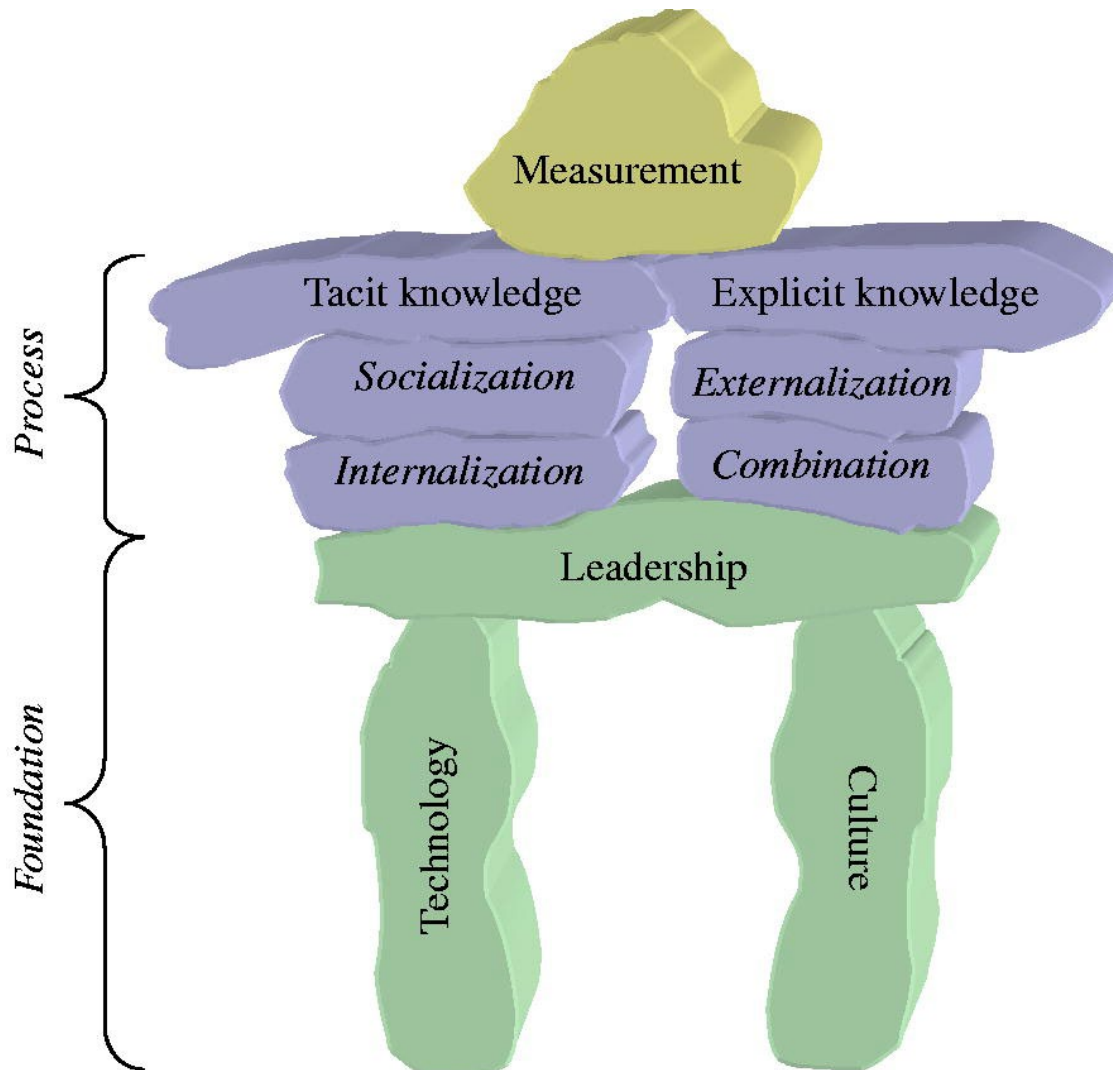 Measurement
Tacit knowledge
Explicit knowledge
Process
Socialization
Externalization
Internalization
Combination
Leadership
Foundation
Technology
Culture